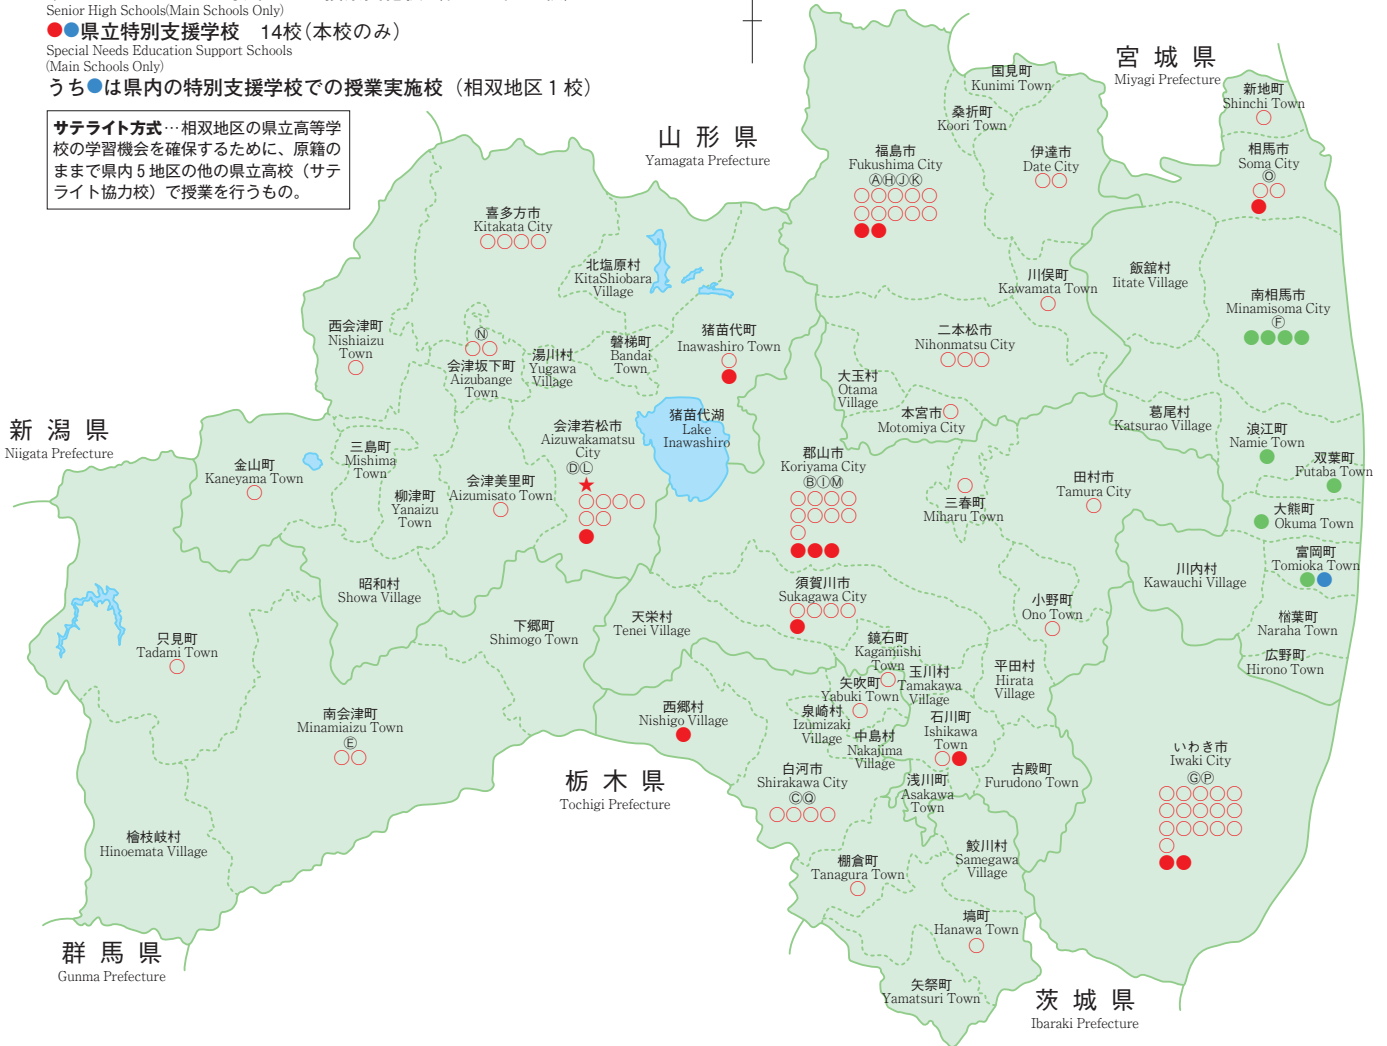 Senior High Schools(Main Schools Only)
●●県立特別支援学校　14校(本校のみ)
Special Needs Education Support Schools
(Main Schools Only)
うち●は県内の特別支援学校での授業実施校（相双地区１校）
サテライト方式…相双地区の県立高等学
校の学習機会を確保するために、原籍の
ままで県内５地区の他の県立高校（サテ
ライト協力校）で授業を行うもの。
宮城県
Miyagi Prefecture
山形県
Yamagata Prefecture
新潟県
Niigata Prefecture
栃木県
Tochigi Prefecture
群馬県
Gunma Prefecture
茨城県
Ibaraki Prefecture
国見町
Kunimi Town
桑折町
Koori Town
新地町
Shinchi Town
福島市
Fukushima City
ⒶⒽⒿⓀ
伊達市
Date City
相馬市
Soma City
Ⓞ
喜多方市
Kitakata City
北塩原村
KitaShiobara
Village
川俣町
Kawamata Town
飯舘村
Iitate Village
南相馬市
Minamisoma City
Ⓕ
西会津町
Nishiaizu
Town
Ⓝ
会津坂下町
Aizubange
Town
湯川村
Yugawa
Village
磐梯町
Bandai
Town
猪苗代町
Inawashiro Town
二本松市
Nihonmatsu City
大玉村
Otama
Village
本宮市
Motomiya City
葛尾村
Katsurao Village
浪江町
Namie Town
双葉町
Futaba Town
大熊町
Okuma Town
富岡町
Tomioka Town
猪苗代湖
Lake
Inawashiro
会津若松市
Aizuwakamatsu
City
ⒹⓁ
★
三島町
Mishima
Town
金山町
Kaneyama Town
柳津町
Yanaizu
Town
会津美里町
Aizumisato Town
郡山市
Koriyama City
ⒷⒾⓂ
三春町
Miharu Town
田村市
Tamura City
川内村
Kawauchi Village
昭和村
Showa Village
須賀川市
Sukagawa City
小野町
Ono Town
楢葉町
Naraha Town
広野町
Hirono Town
只見町
Tadami Town
下郷町
Shimogo Town
天栄村
Tenei Village
鏡石町
Kagamiishi
Town
玉川村
Tamakawa
Village
平田村
Hirata
Village
矢吹町
Yabuki Town
南会津町
Minamiaizu Town
Ⓔ
西郷村
Nishigo Village
泉崎村
Izumizaki
Village
中島村
Nakajima
Village
石川町
Ishikawa
Town
白河市
Shirakawa City
ⒸⓆ
浅川町
Asakawa
Town
古殿町
Furudono Town
いわき市
Iwaki City
ⒼⓅ
檜枝岐村
Hinoemata Village
棚倉町
Tanagura Town
鮫川村
Samegawa
Village
塙町
Hanawa Town
矢祭町
Yamatsuri Town